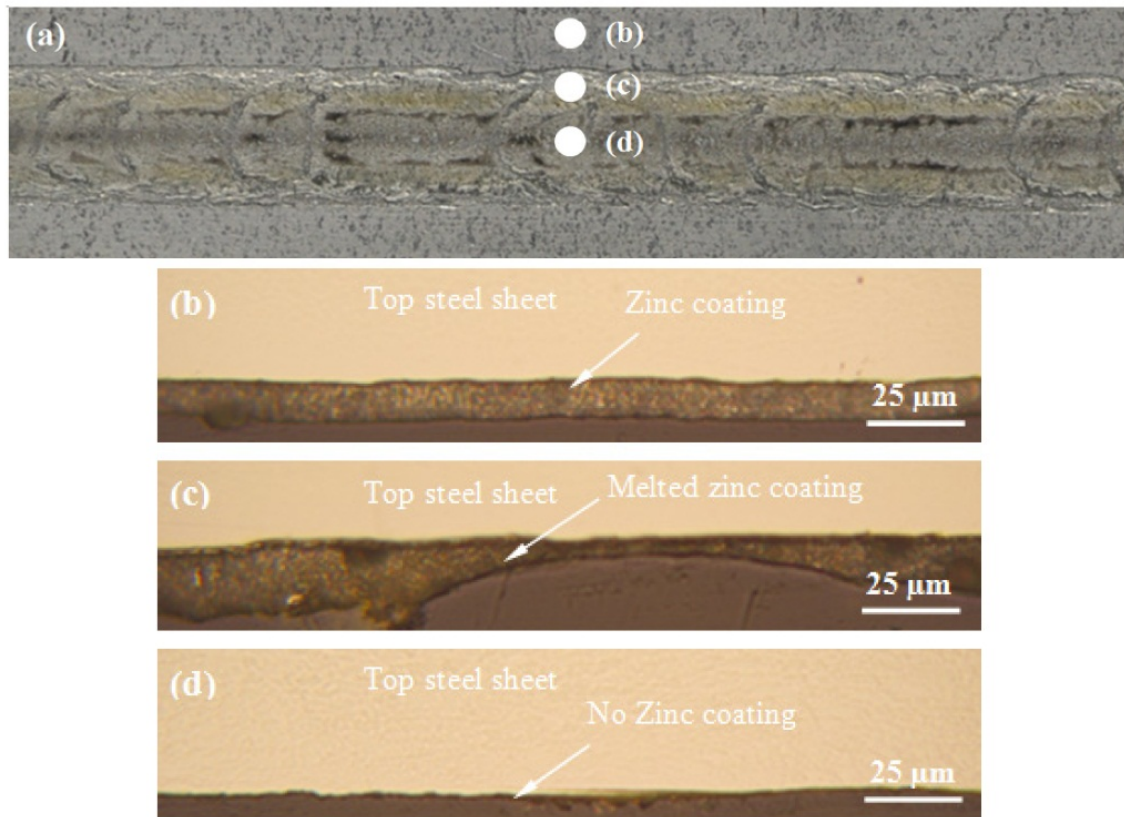 (a)
(b)
(c)
(d)
(b)
Top steel sheet
Zinc coating
25 μm
(c)
Top steel sheet
Melted zinc coating
25 μm
(d)
Top steel sheet
No Zinc coating
25 μm